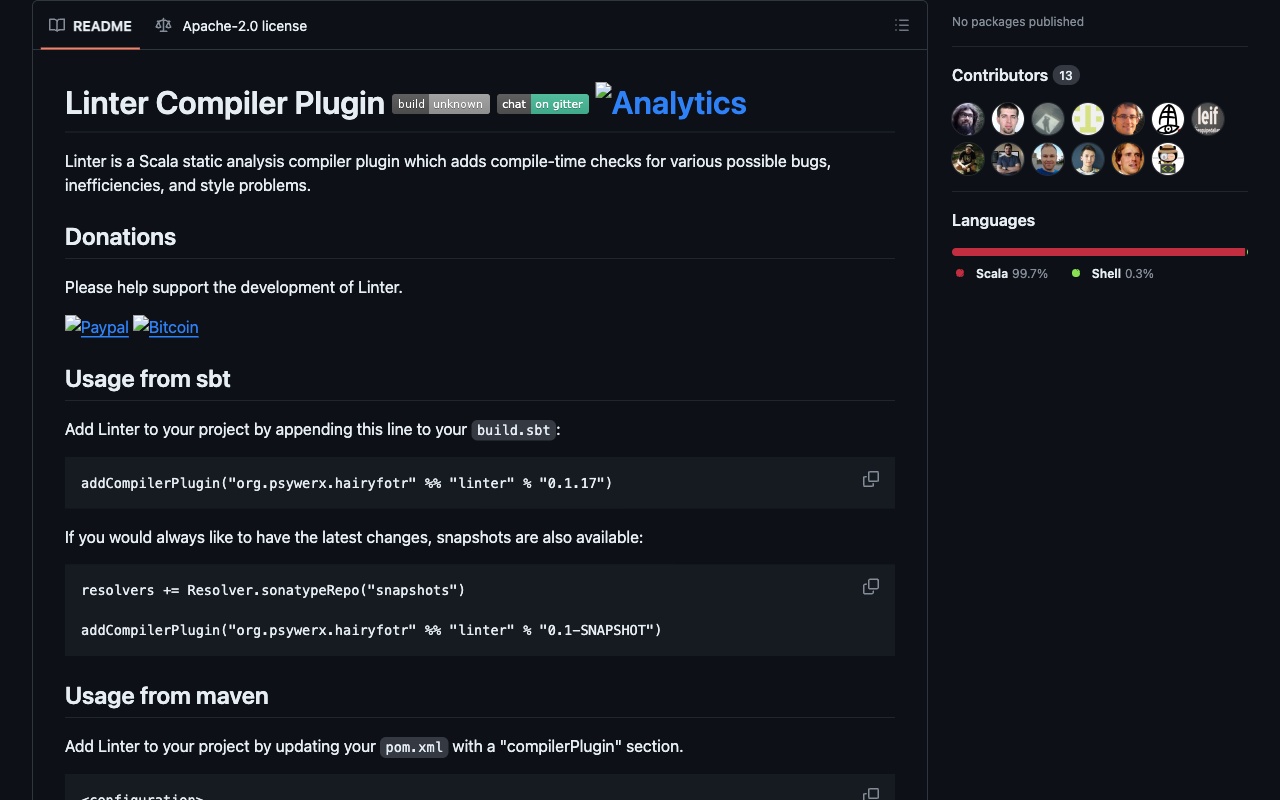 README
Apache-2.0 license
Linter Compiler Plugin build unknown chat on gitter Analytics
Linter is a Scala static analysis compiler plugin which adds compile-time checks for various possible bugs,
inefficiencies, and style problems.
Donations
Please help support the development of Linter.
Paypal Bitcoin
Usage from sbt
Add Linter to your project by appending this line to your build.sbt:
addCompilerPlugin("org.psywerx.hairyfotr" %% "linter" % "0.1.17")
If you would always like to have the latest changes, snapshots are also available:
resolvers += Resolver.sonatypeRepo("snapshots")
addCompilerPlugin("org.psywerx.hairyfotr" %% "linter" % "0.1-SNAPSHOT")
Usage from maven
Add Linter to your project by updating your pom.xml with a "compilerPlugin" section.
<configuration>
No packages published
Contributors 13
leif
Languages
Scala 99.7% Shell 0.3%